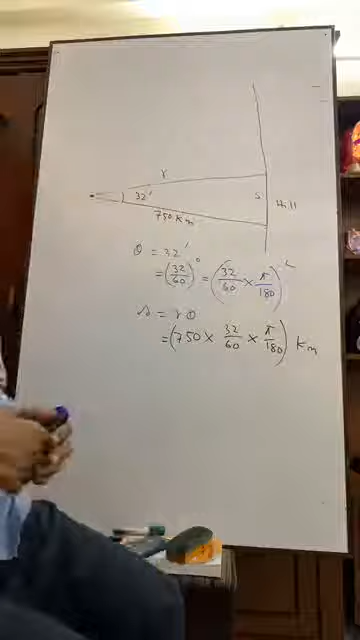 r
32'
S
Hill
750 Km
θ = 32'
= (32/60)° = (32/60 × π/180)ᶜ
s = rθ
= (750 × 32/60 × π/180) Km